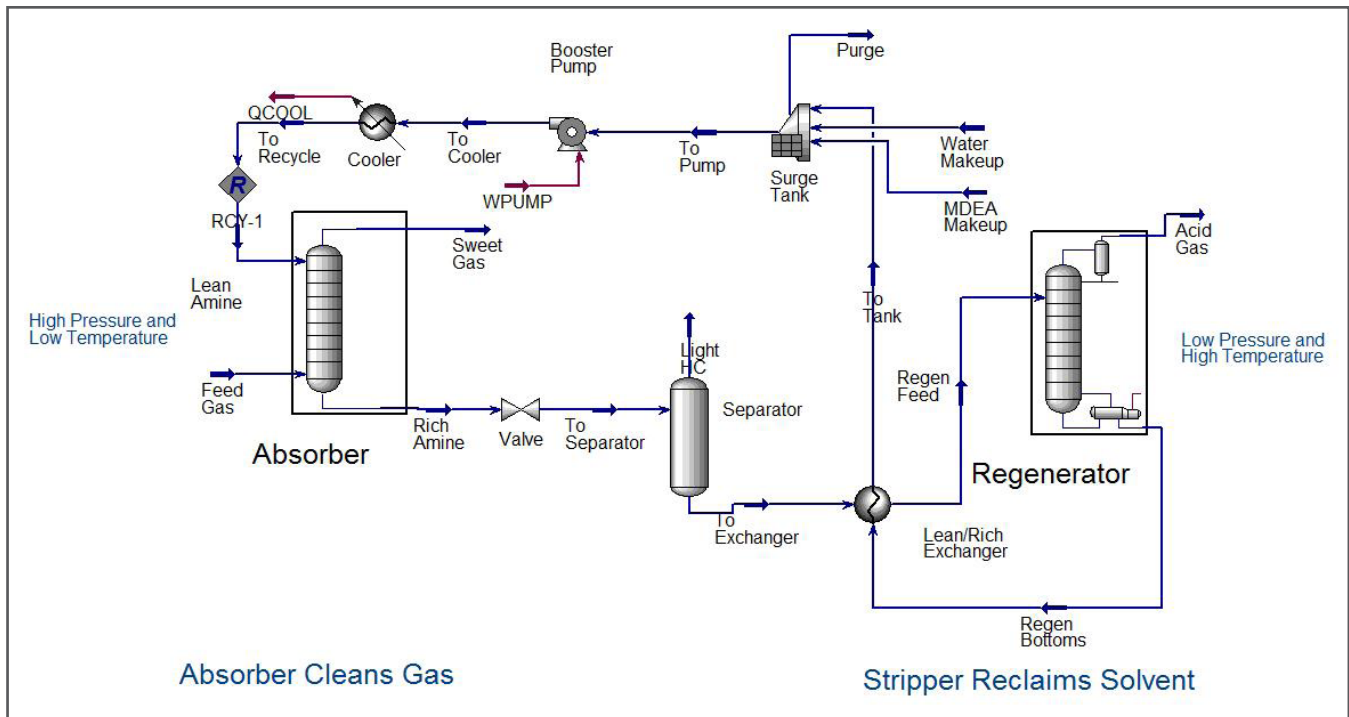 Booster
Pump
Purge
QCOOL
To
Recycle
Cooler
To
Cooler
To
Pump
Surge
Tank
Water
Makeup
WPUMP
MDEA
Makeup
R
RCY-1
Sweet
Gas
Acid
Gas
Lean
Amine
To
Tank
High Pressure and
Low Temperature
Low Pressure and
High Temperature
Light
HC
Regen
Feed
Feed
Gas
Rich
Amine
Valve
To
Separator
Separator
Absorber
Regenerator
To
Exchanger
Lean/Rich
Exchanger
Regen
Bottoms
Absorber Cleans Gas
Stripper Reclaims Solvent